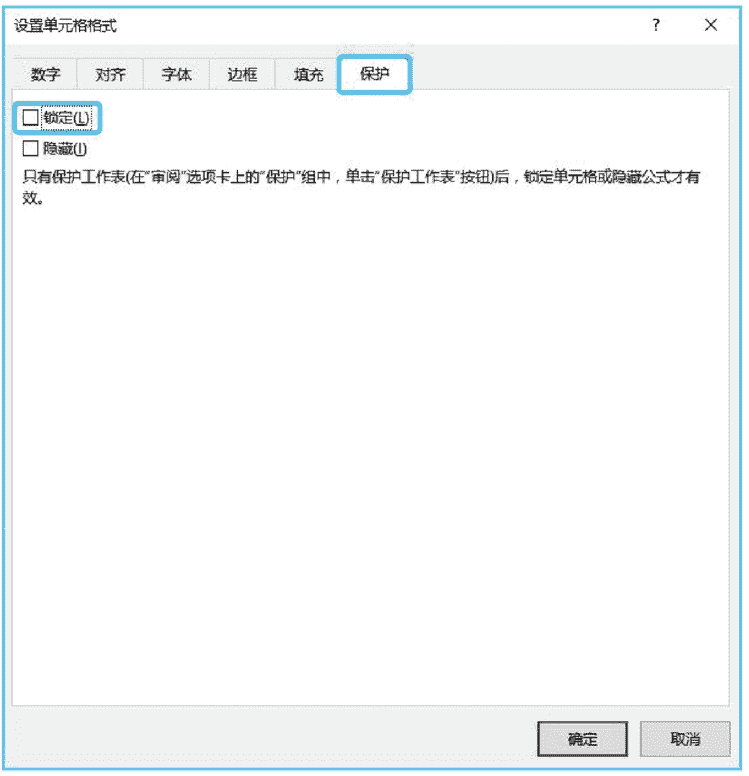 设置单元格格式 ?
数字 对齐 字体 边框 填充 保护
锁定(L)
隐藏(I)
只有保护工作表(在"审阅"选项卡上的"保护"组中，单击"保护工作表"按钮)后，锁定单元格或隐藏公式才有
效。
确定 取消